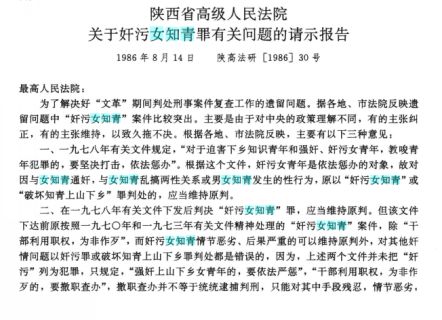 陕西省高级人民法院
关于奸污女知青罪有关问题的请示报告
1986年8月14日 陕高法研［1986］30号
最高人民法院：
为了解决好“文革”期间判处刑事案件复查工作的遗留问题。据各地、市法院反映遗
留问题中“奸污女知青”案件比较突出。主要是由于对中央的政策理解不同，有的主张纠
正，有的主张维持，以致久拖不决。根据各地、市法院反映，主要有以下三种意见：
一、一九七八年有关文件规定，“对于迫害下乡知识青年和强奸、奸污女青年，教唆青
年犯罪的，要坚决打击，依法惩办”。根据这个文件，奸污女青年是依法惩办的对象，故对
因与女知青通奸，与女知青乱搞两性关系或男女知青发生的性行为，原以“奸污女知青”或
“破坏知青上山下乡”罪判处的，应当维持原判。
二、在一九七八年有关文件下发后判决“奸污女知青”罪，应当维持原判。但该文件
下达前原按照一九七〇年和一九七三年有关文件精神处理的“奸污女知青”案件，除“干
部利用职权，为非作歹”，而奸污女知青情节恶劣、后果严重的可以维持原判外，对其他奸
情问题以奸污罪或破坏知青上山下乡罪判处都是错误的，因为，上述两个文件并未把“奸
污”列为犯罪，只规定，“强奸上山下乡女青年的，要依法严惩”，“干部利用职权，为非作
歹的，要撤职查办”，撤职查办并不等于统统逮捕判刑，只能对其中手段残忍，情节恶劣，